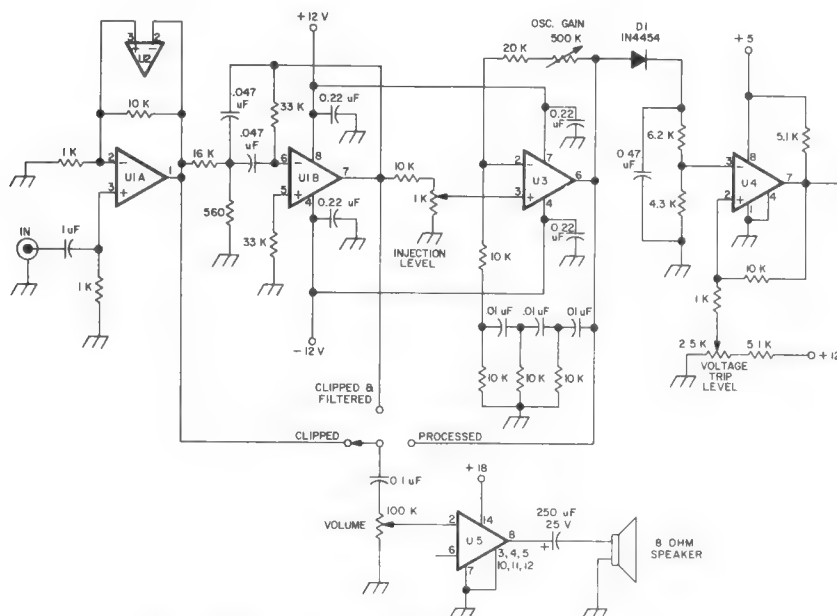 +12 V
OSC. GAIN
500 K
20 K
D1
1N4454
+5
3
2
U2
10 K
.047
uF
33 K
0.22 uF
.047
uF
0.22
uF
6.2 K
5.1 K
0.47
uF
1 K
2
U1A
1
3
16 K
6
U1B
8
7
5
4
10 K
1 K
INJECTION
LEVEL
2
U3
7
6
3
4
3
U4
8
7
2
1
4
4.3 K
IN
1 uF
1 K
560
33 K
0.22 uF
0.22
uF
10 K
10 K
1 K
−12 V
.01 uF
.01 uF
.01 uF
10 K
10 K
10 K
2.5 K
5.1 K
+12
VOLTAGE
TRIP
LEVEL
CLIPPED &
FILTERED
CLIPPED
PROCESSED
0.1 uF
+18
100 K
VOLUME
2
14
U5
8
6
3, 4, 5
10, 11, 12
7
250 uF
25 V
+
8 OHM
SPEAKER